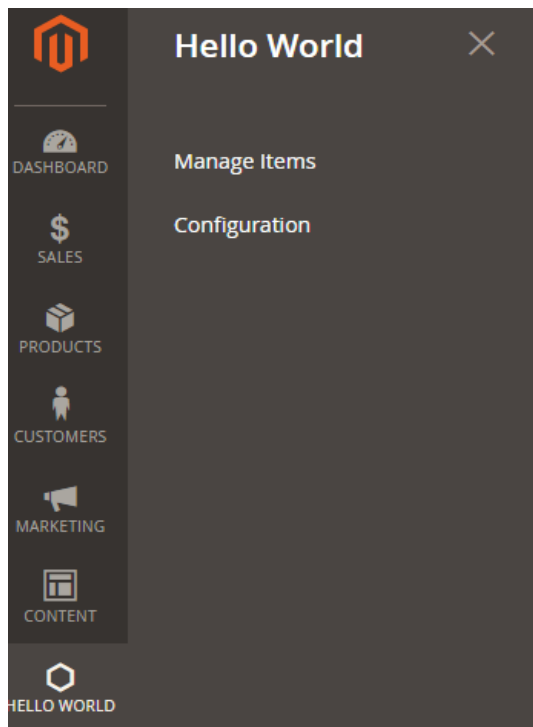 Hello World
Manage Items
Configuration
DASHBOARD
SALES
PRODUCTS
CUSTOMERS
MARKETING
CONTENT
HELLO WORLD